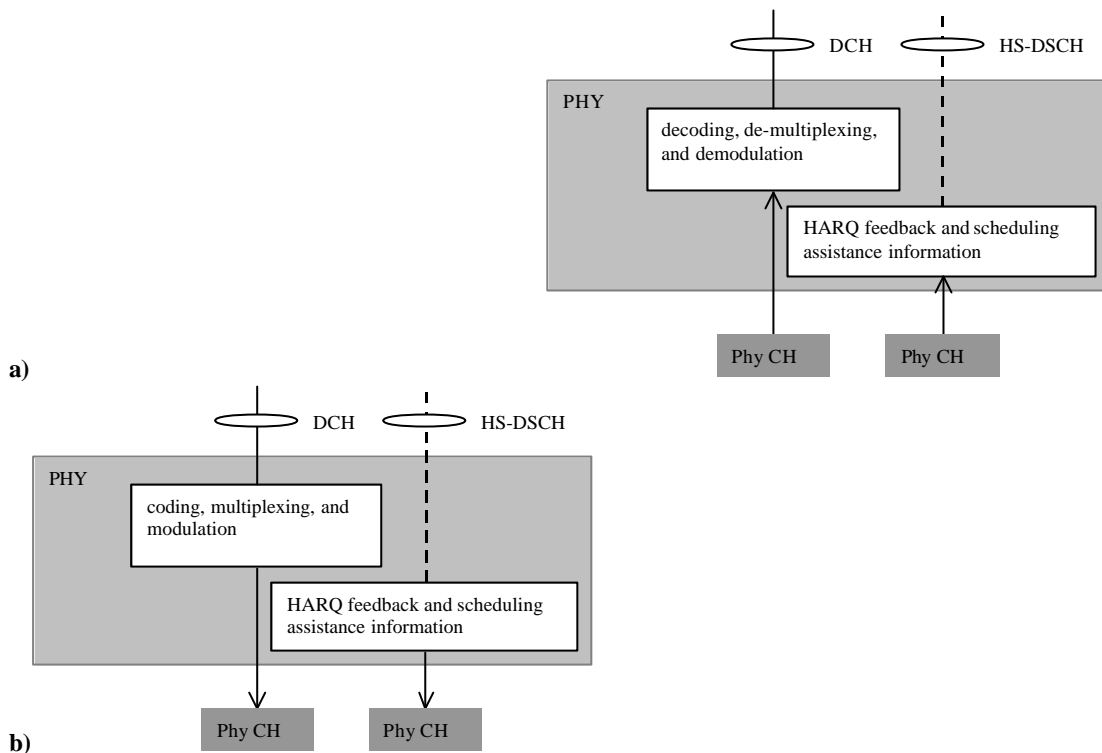 DCH
HS-DSCH
PHY
decoding, de-multiplexing,
and demodulation
HARQ feedback and scheduling
assistance information
Phy CH
Phy CH
a)
DCH
HS-DSCH
PHY
coding, multiplexing, and
modulation
HARQ feedback and scheduling
assistance information
Phy CH
Phy CH
b)